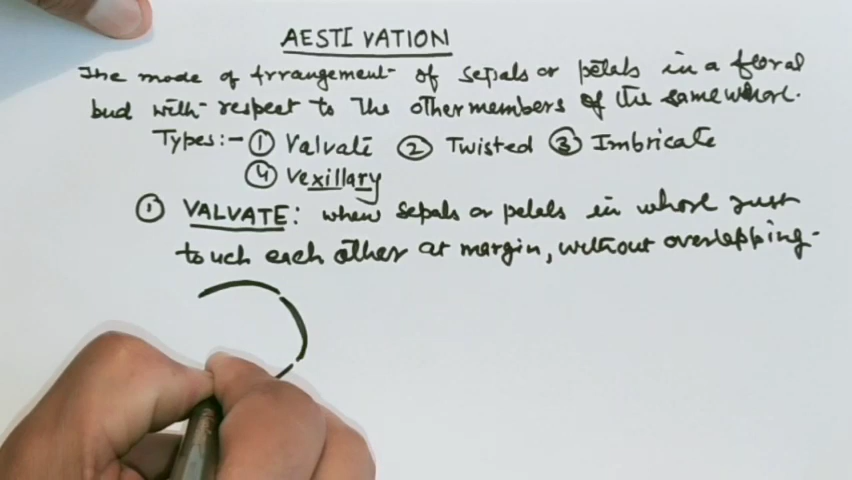 AESTIVATION
The mode of Arrangement of sepals or petals in a floral
bud with respect to the other members of the same whorl.
Types:- ① Valvate ② Twisted ③ Imbricate
④ Vexillary
① VALVATE: when sepals or petals in whorl just
touch each other at margin, without overlapping.